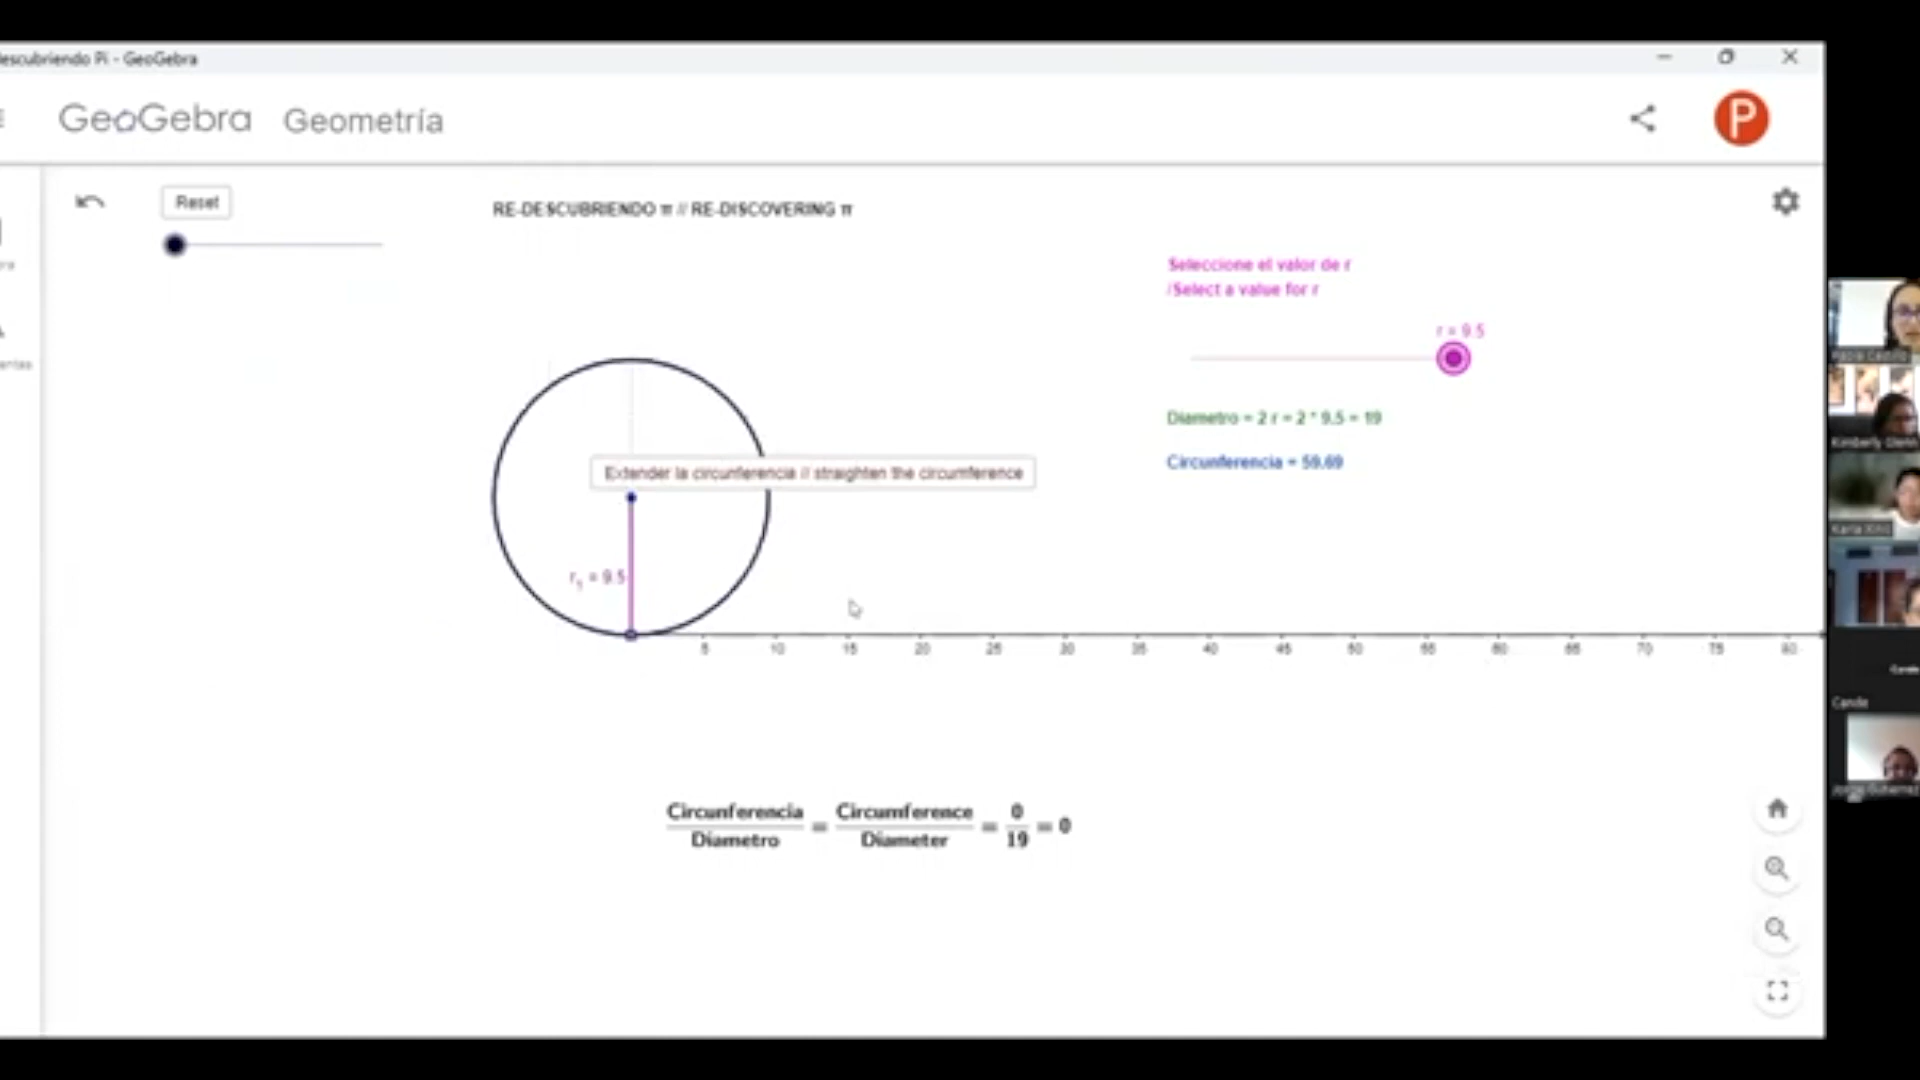 escubriendo Pi - GeoGebra
GeoGebra Geometría
P
Reset
RE-DESCUBRIENDO π // RE-DISCOVERING π
Seleccione el valor de r
/Select a value for r
r = 9.5
Diametro = 2 r = 2 * 9.5 = 19
Circunferencia = 59.69
Extender la circunferencia // straighten the circumference
r₁ = 9.5
5 10 15 20 25 30 35 40 45 50 55 60 65 70 75 80
Circunferencia / Diametro = Circumference / Diameter = 0 / 19 = 0
Kimberly
Cande